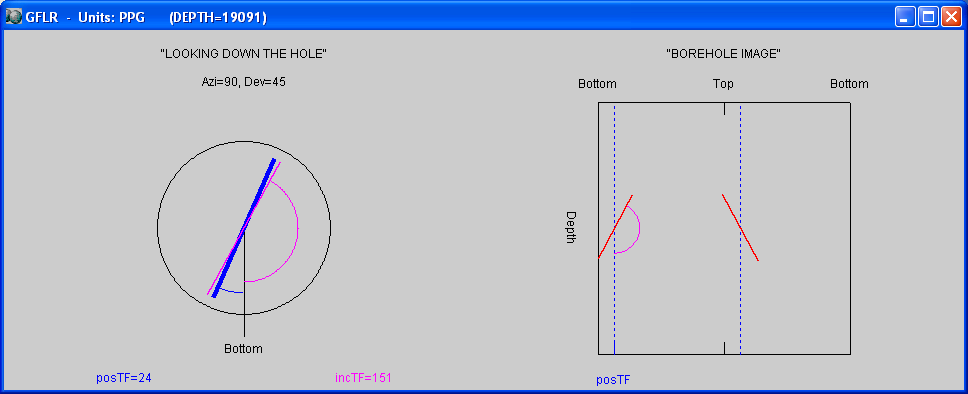 GFLR - Units: PPG (DEPTH=19091)
"LOOKING DOWN THE HOLE"
Azi=90, Dev=45
Bottom
posTF=24
incTF=151
"BOREHOLE IMAGE"
Bottom Top Bottom
Depth
posTF